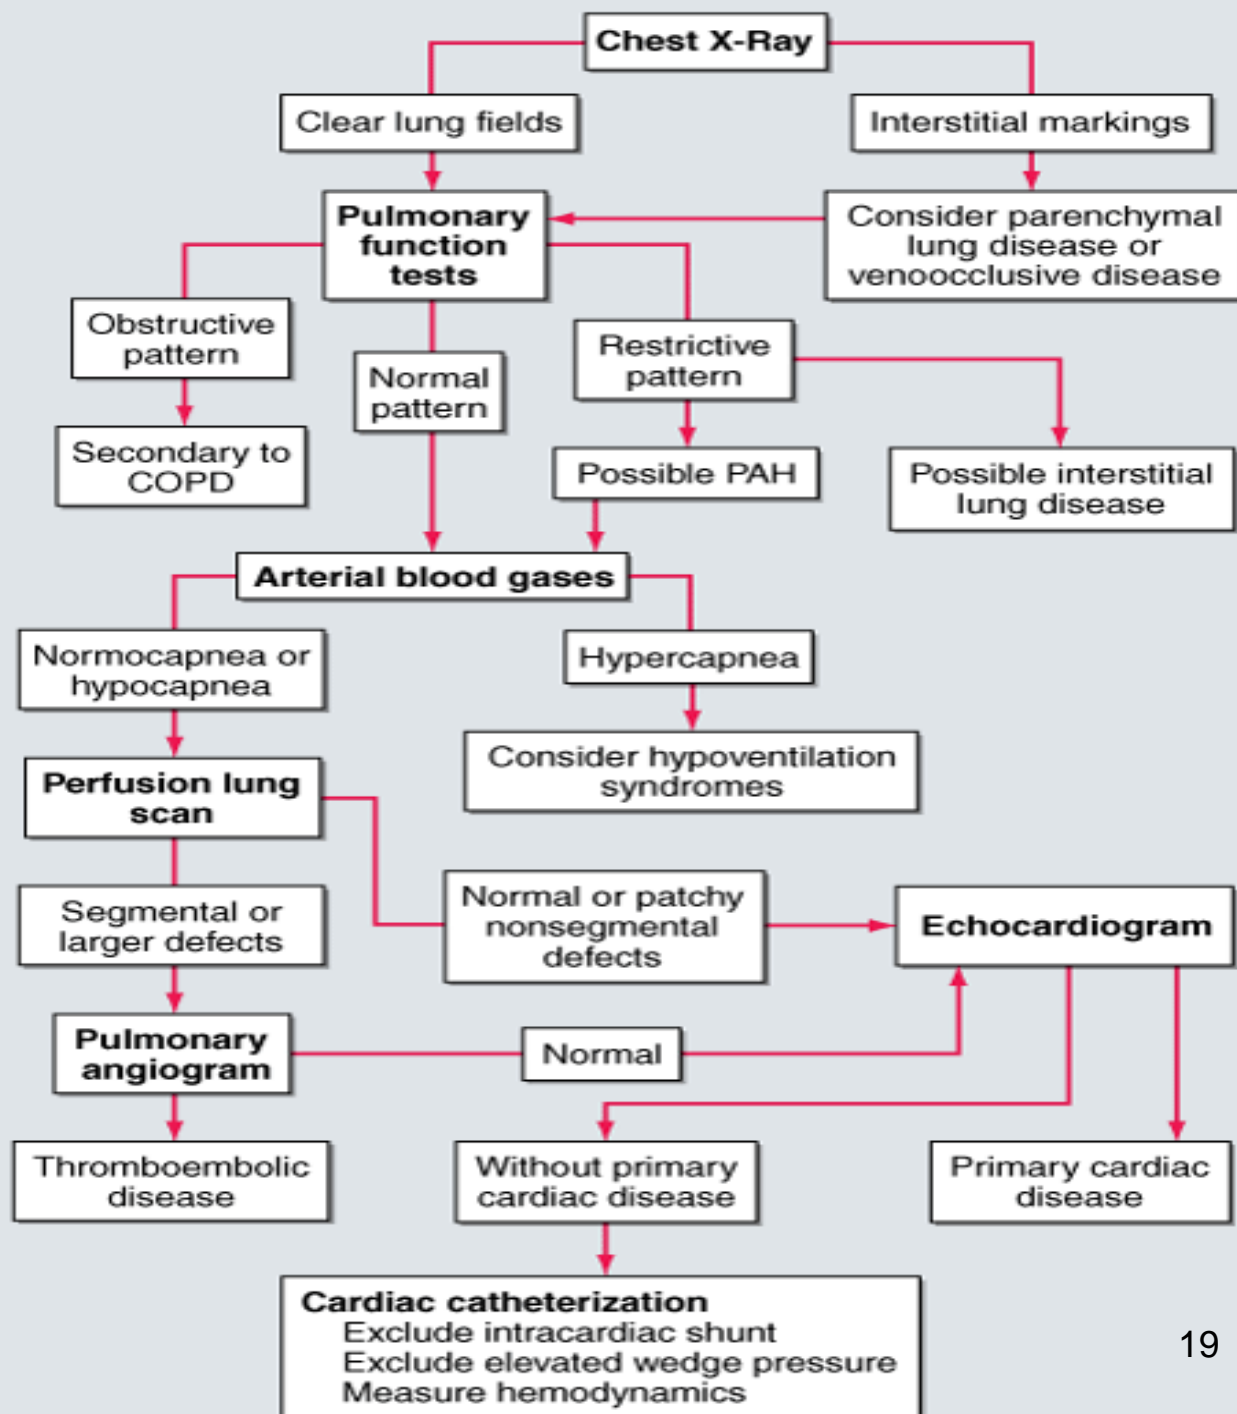 Chest X-Ray
Clear lung fields
Interstitial markings
Pulmonary
function
tests
Consider parenchymal
lung disease or
venoocclusive disease
Obstructive
pattern
Normal
pattern
Restrictive
pattern
Secondary to
COPD
Possible PAH
Possible interstitial
lung disease
Arterial blood gases
Normocapnea or
hypocapnea
Hypercapnea
Perfusion lung
scan
Consider hypoventilation
syndromes
Segmental or
larger defects
Normal or patchy
nonsegmental
defects
Echocardiogram
Pulmonary
angiogram
Normal
Thromboembolic
disease
Without primary
cardiac disease
Primary cardiac
disease
Cardiac catheterization
Exclude intracardiac shunt
Exclude elevated wedge pressure
Measure hemodynamics
19